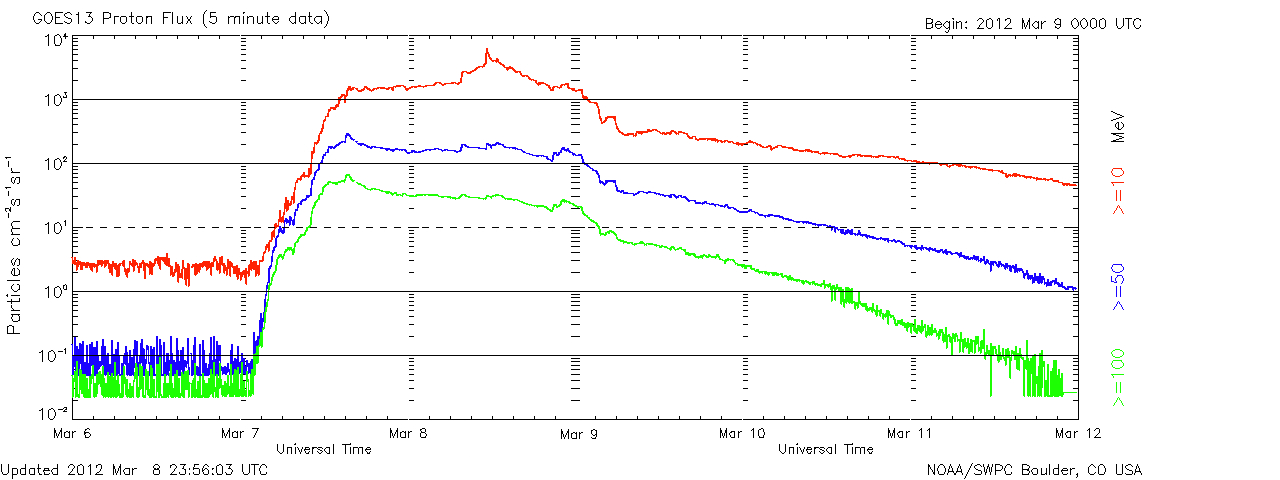 GOES13 Proton Flux (5 minute data)
Begin: 2012 Mar 9 0000 UTC
10⁴
10³
10²
10¹
10⁰
10⁻¹
10⁻²
Particles cm⁻²s⁻¹sr⁻¹
MeV
>=10
>=50
>=100
Mar 6 Mar 7 Mar 8 Mar 9 Mar 10 Mar 11 Mar 12
Universal Time Universal Time
Updated 2012 Mar 8 23:56:03 UTC
NOAA/SWPC Boulder, CO USA